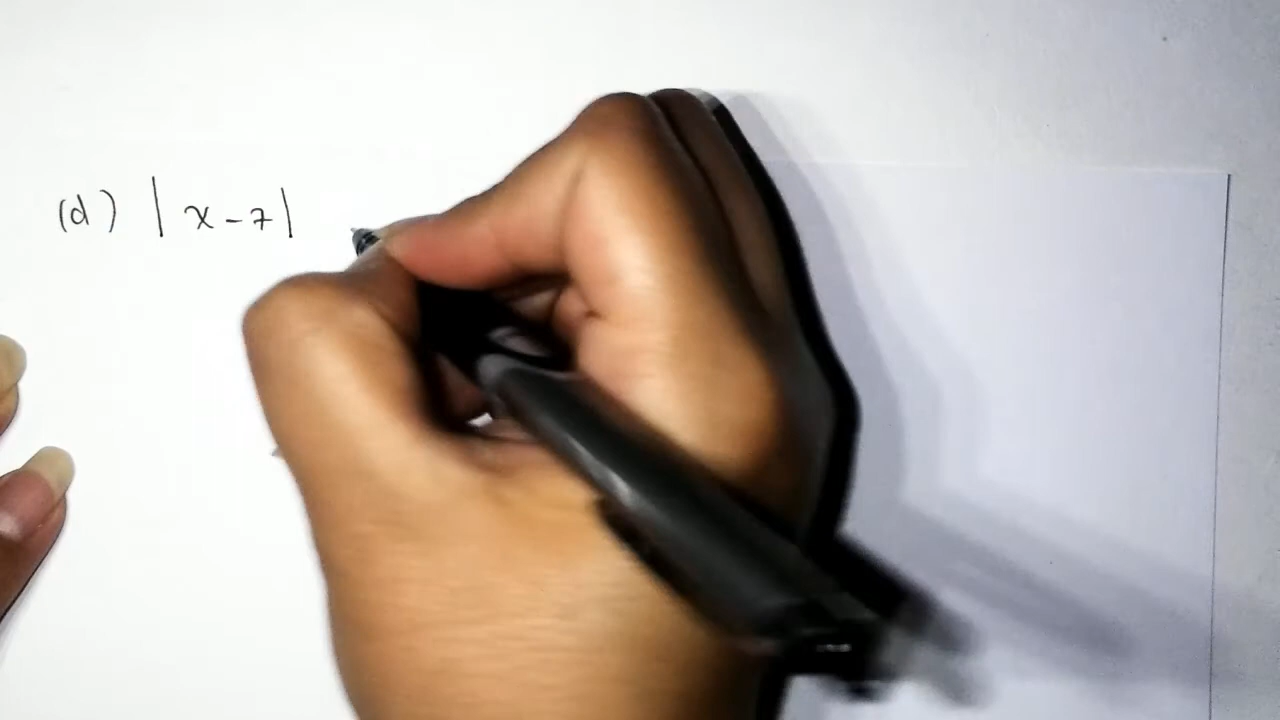 (d) | x - 7 |